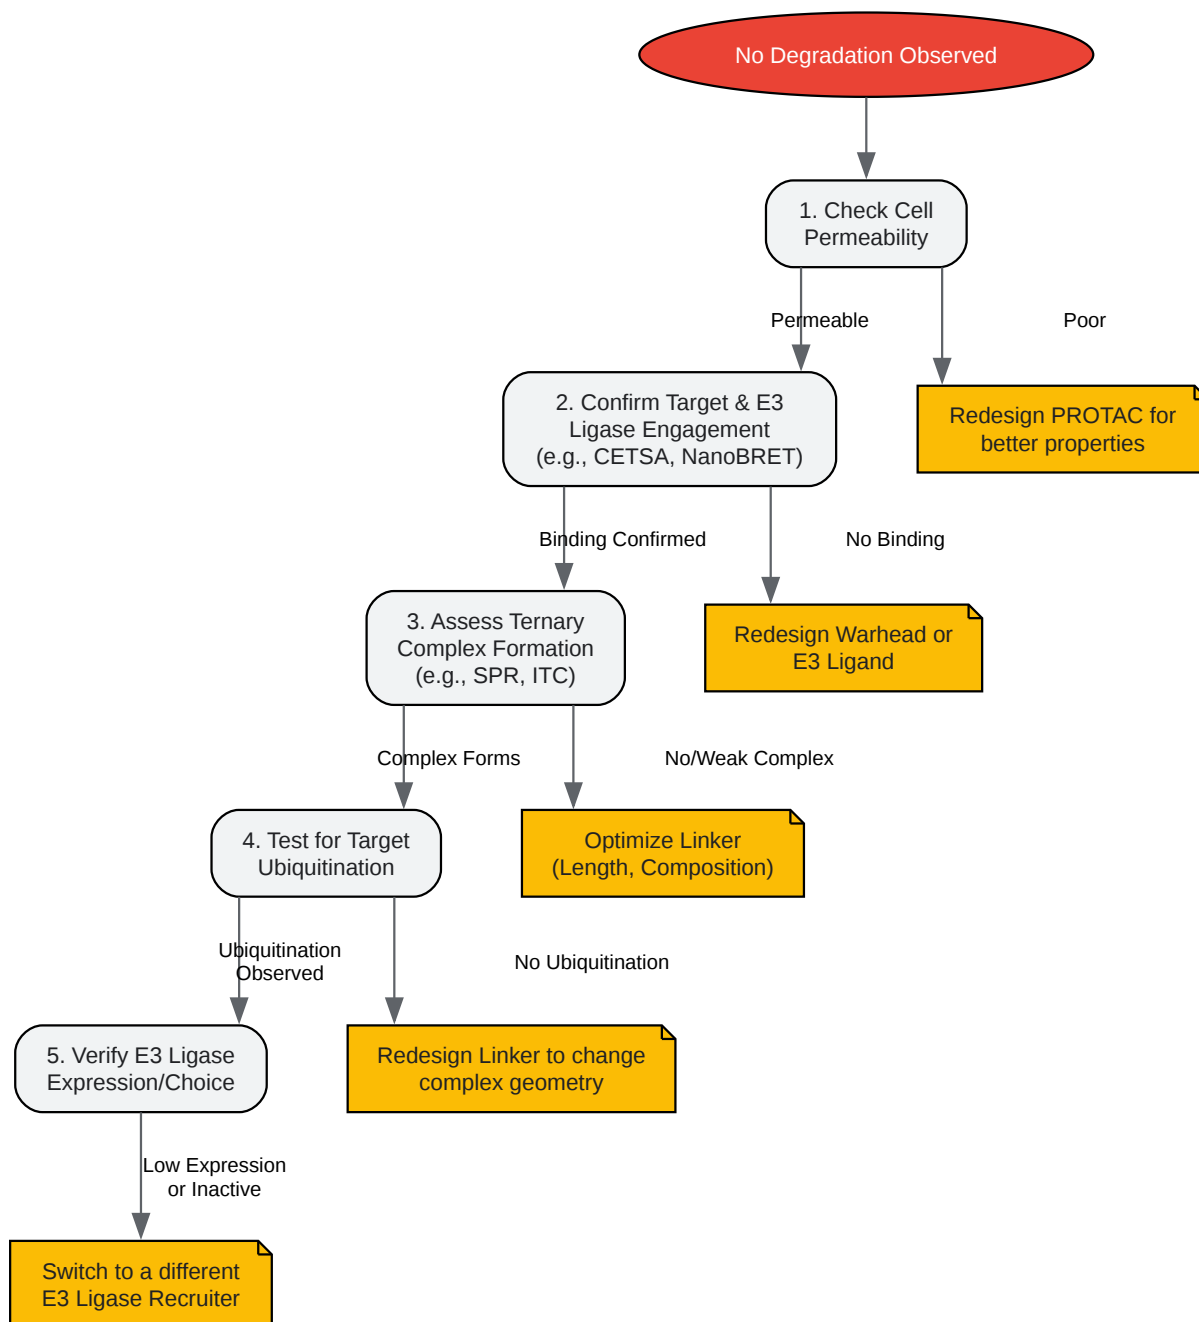 No Degradation Observed
1. Check Cell
Permeability
Permeable
Poor
2. Confirm Target & E3
Ligase Engagement
(e.g., CETSA, NanoBRET)
Redesign PROTAC for
better properties
Binding Confirmed
No Binding
3. Assess Ternary
Complex Formation
(e.g., SPR, ITC)
Redesign Warhead or
E3 Ligand
Complex Forms
No/Weak Complex
4. Test for Target
Ubiquitination
Optimize Linker
(Length, Composition)
Ubiquitination
Observed
No Ubiquitination
5. Verify E3 Ligase
Expression/Choice
Redesign Linker to change
complex geometry
Low Expression
or Inactive
Switch to a different
E3 Ligase Recruiter